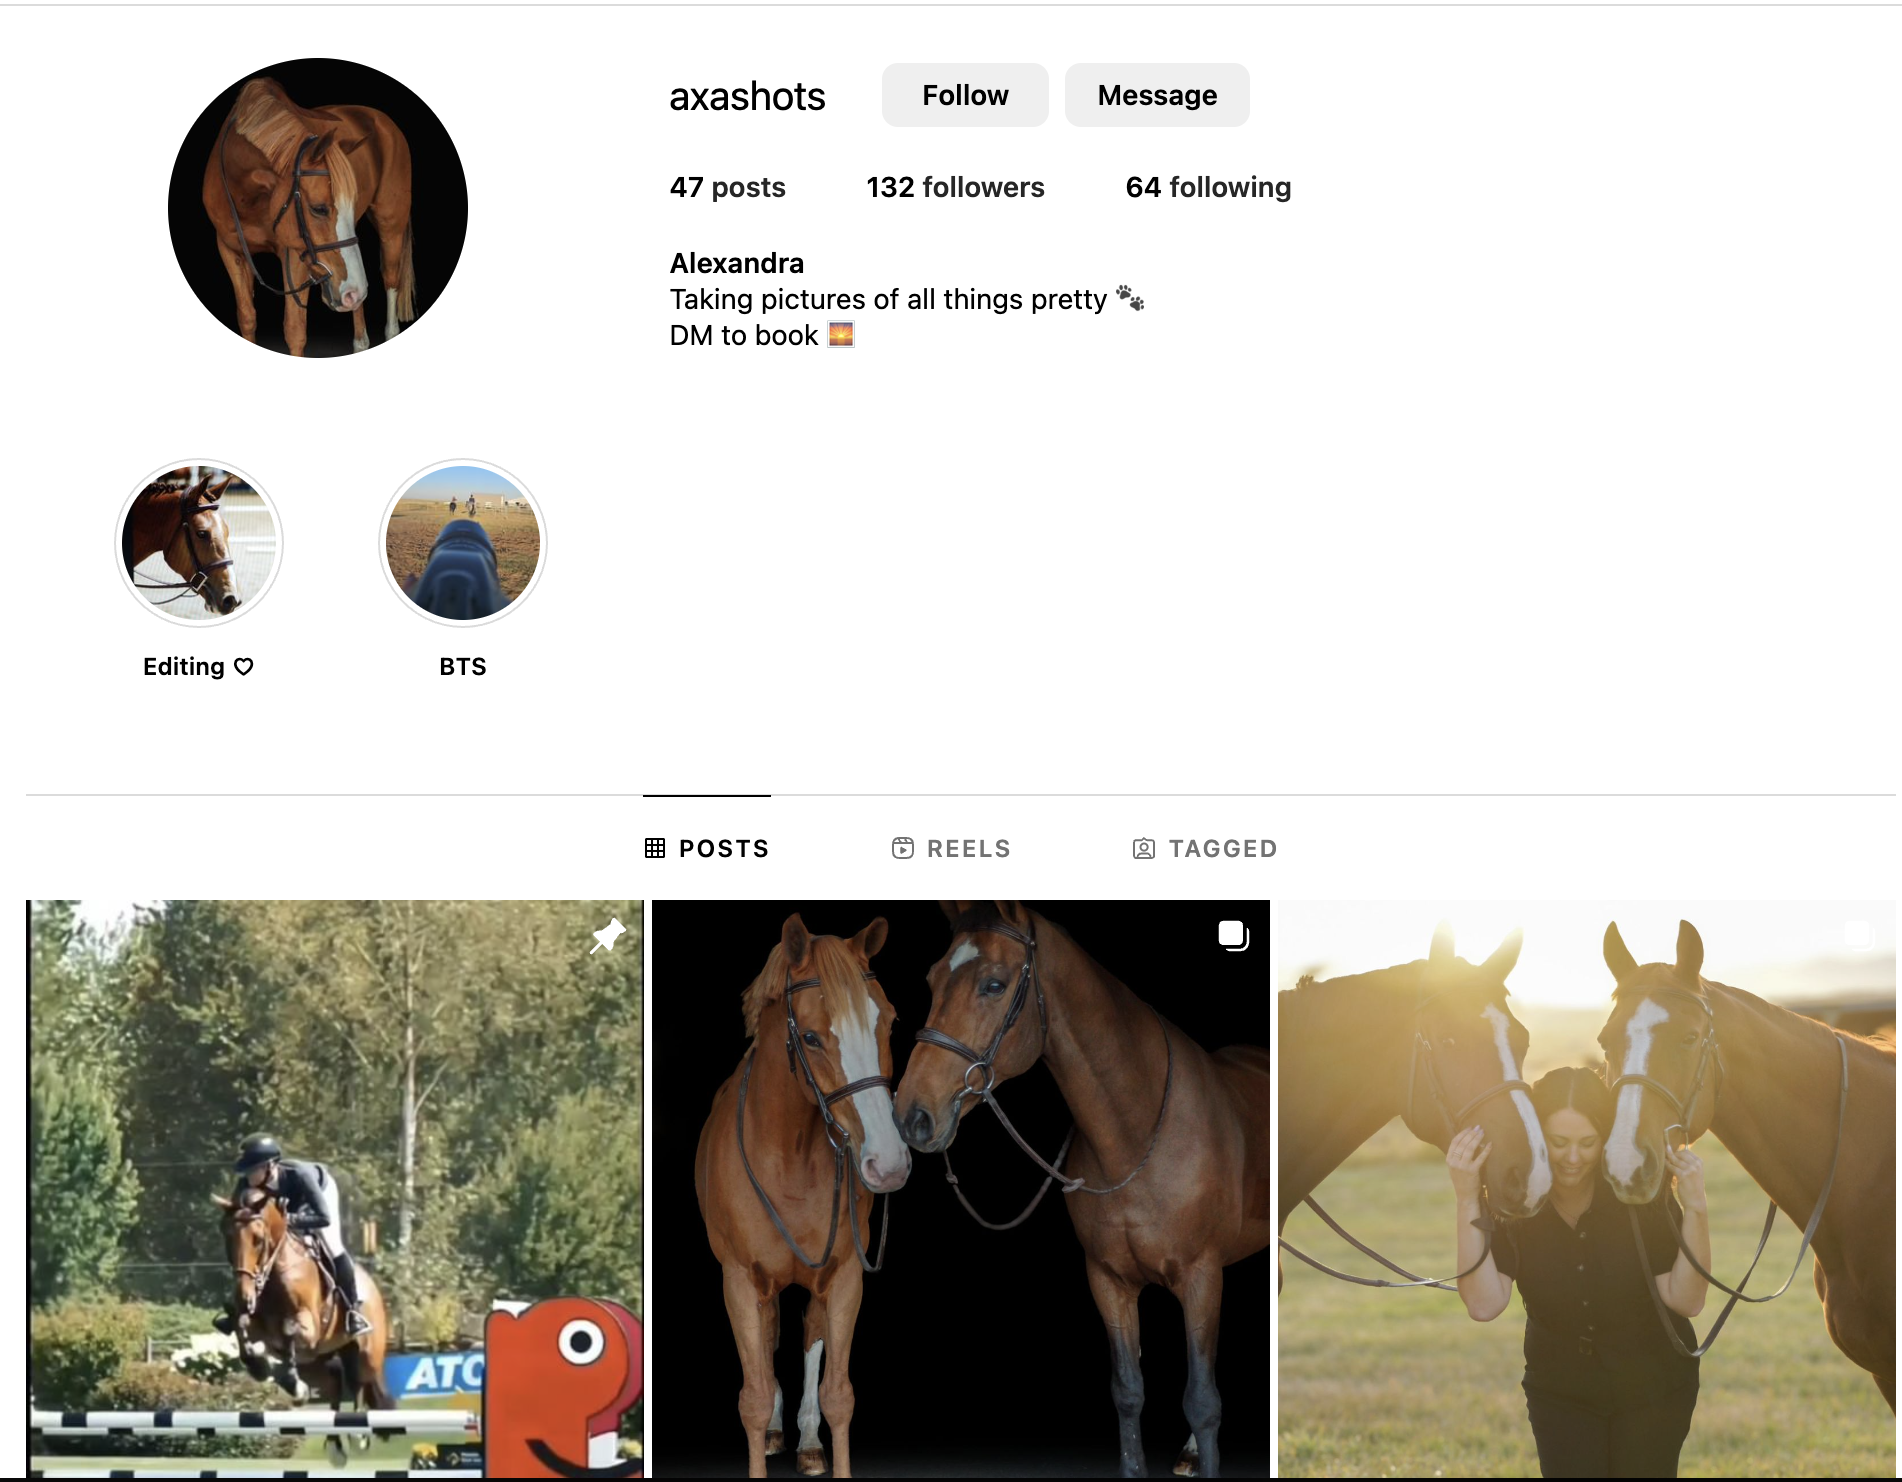 axashots
Follow
Message
47 posts
132 followers
64 following
Alexandra
Taking pictures of all things pretty 🐾
DM to book 🌅
Editing ♡
BTS
POSTS
REELS
TAGGED
ATC